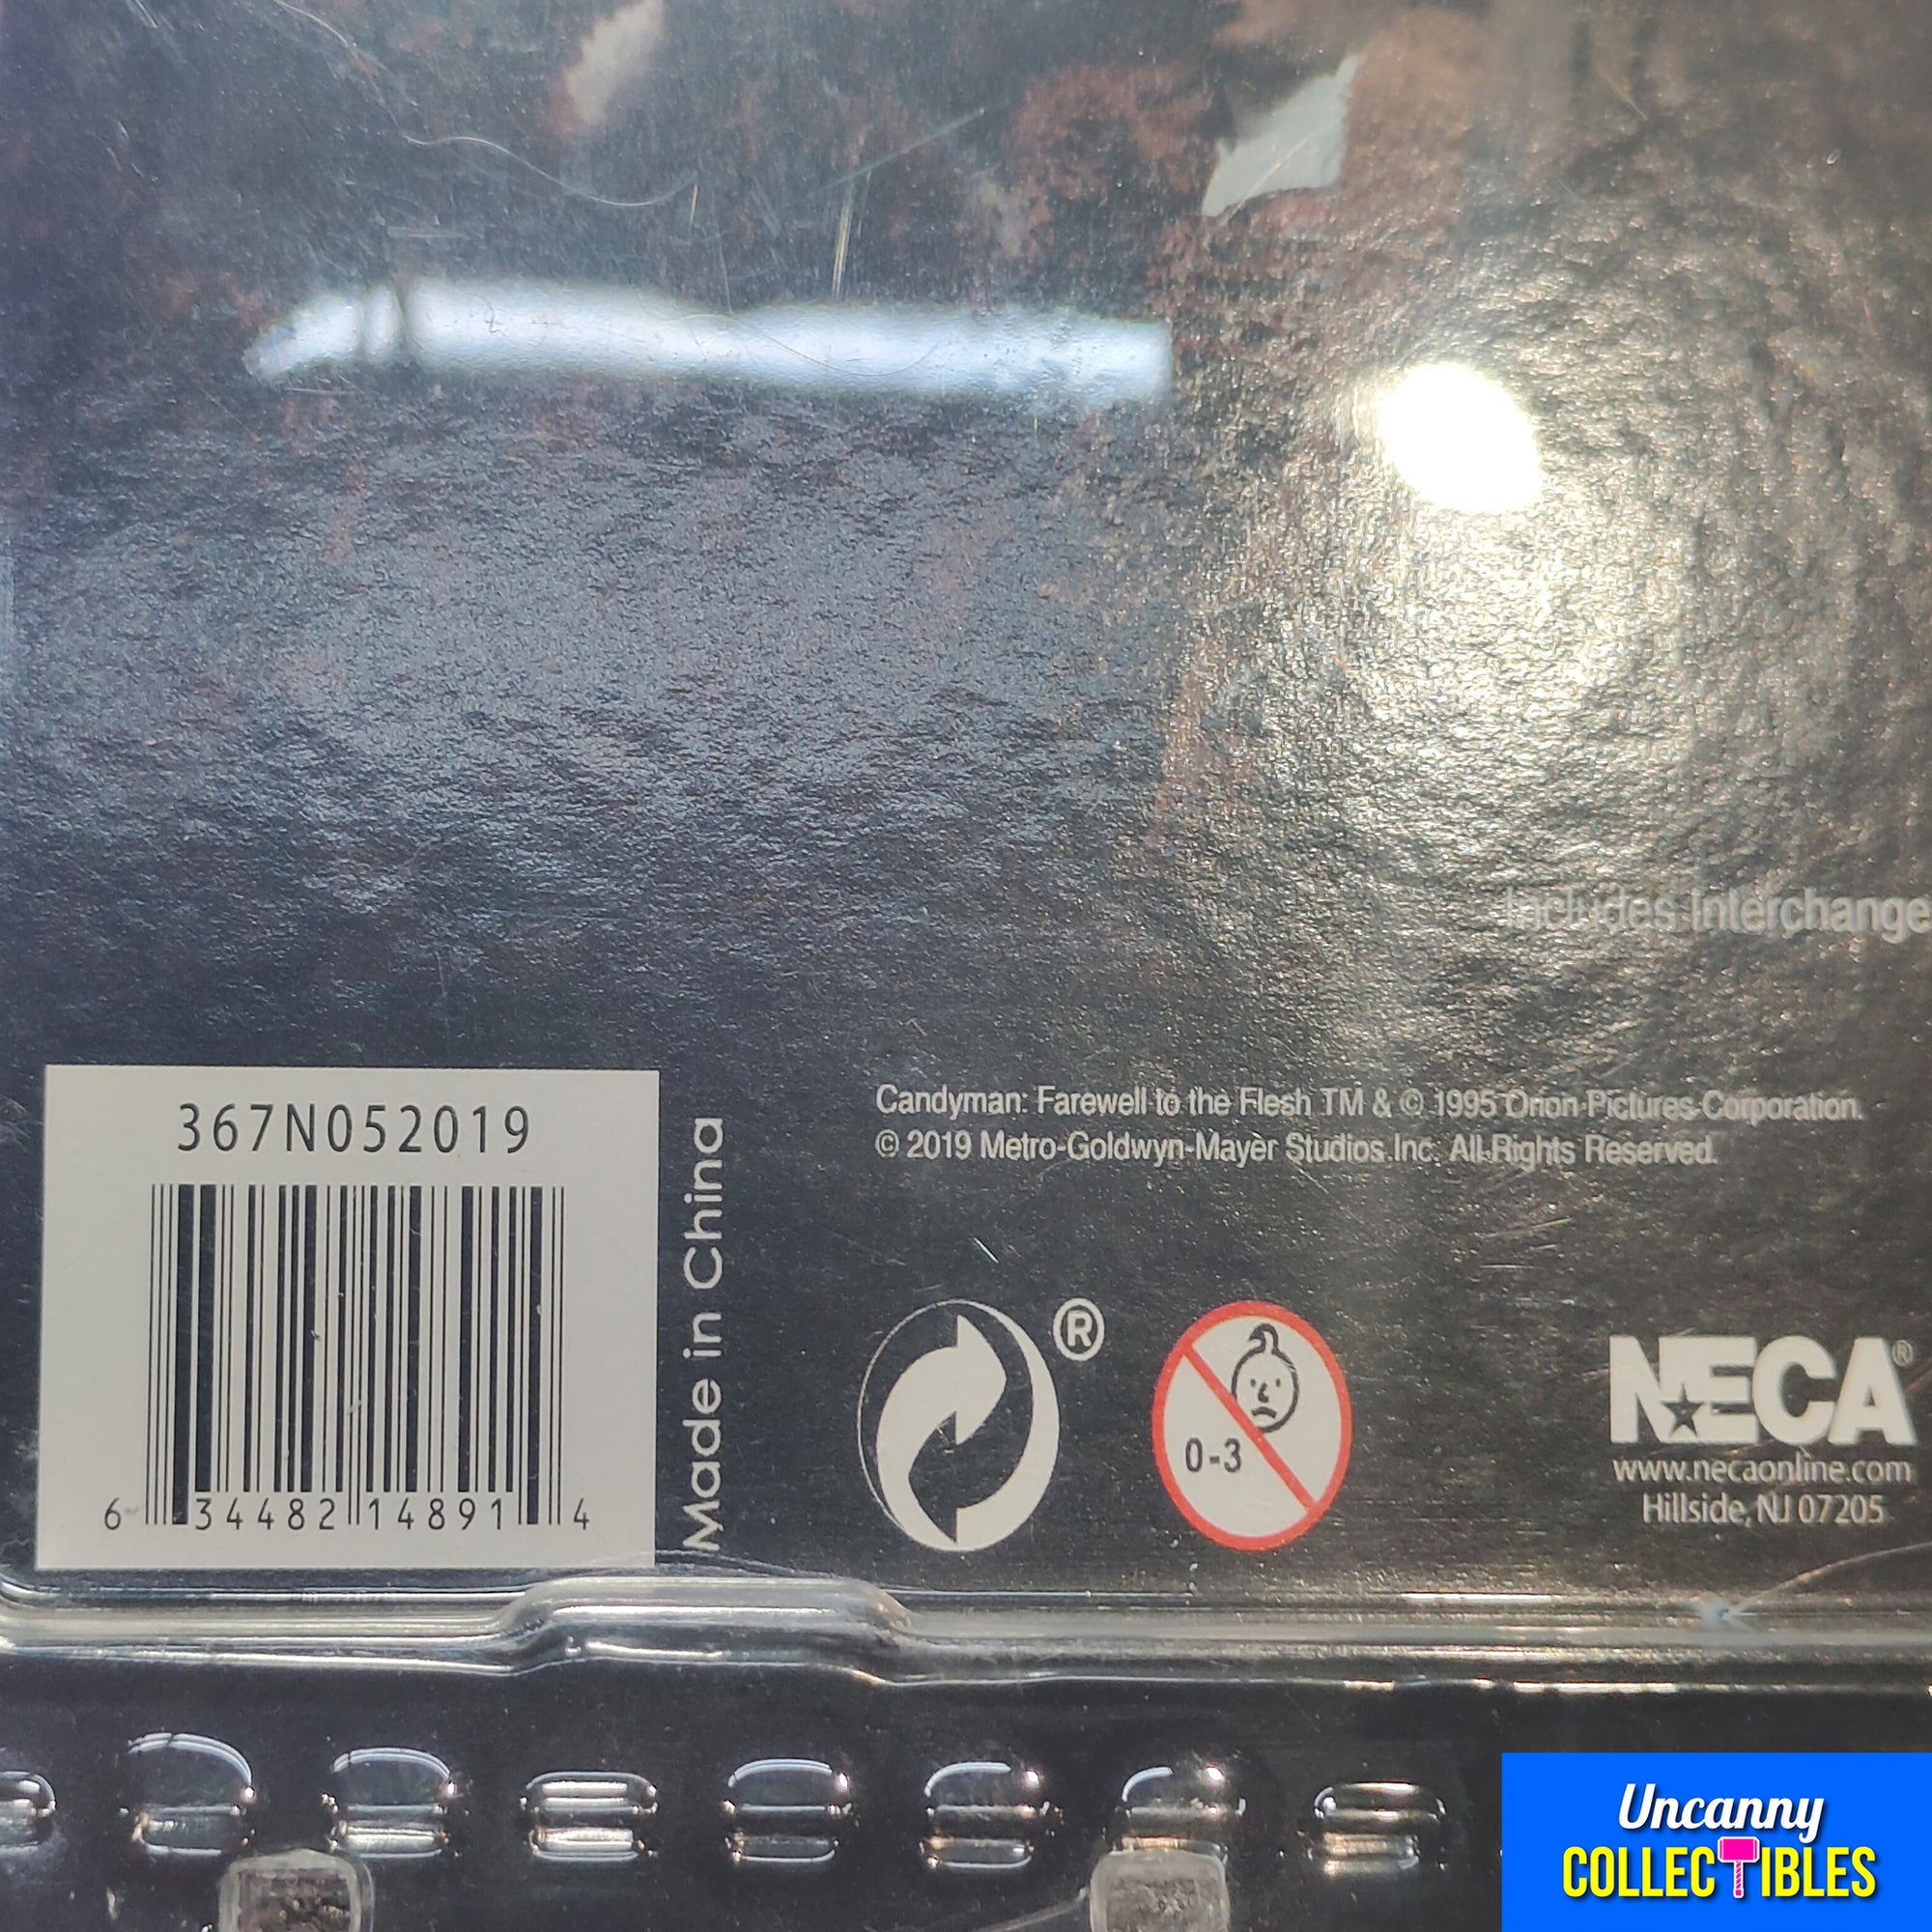 Includes Interchange
367N052019
6 34482 14891 4
Made in China
Candyman: Farewell to the Flesh TM & © 1995 Orion Pictures Corporation.
© 2019 Metro-Goldwyn-Mayer Studios Inc. All Rights Reserved.
®
0-3
NECA®
www.necaonline.com
Hillside, NJ 07205
Uncanny
COLLECTIBLES